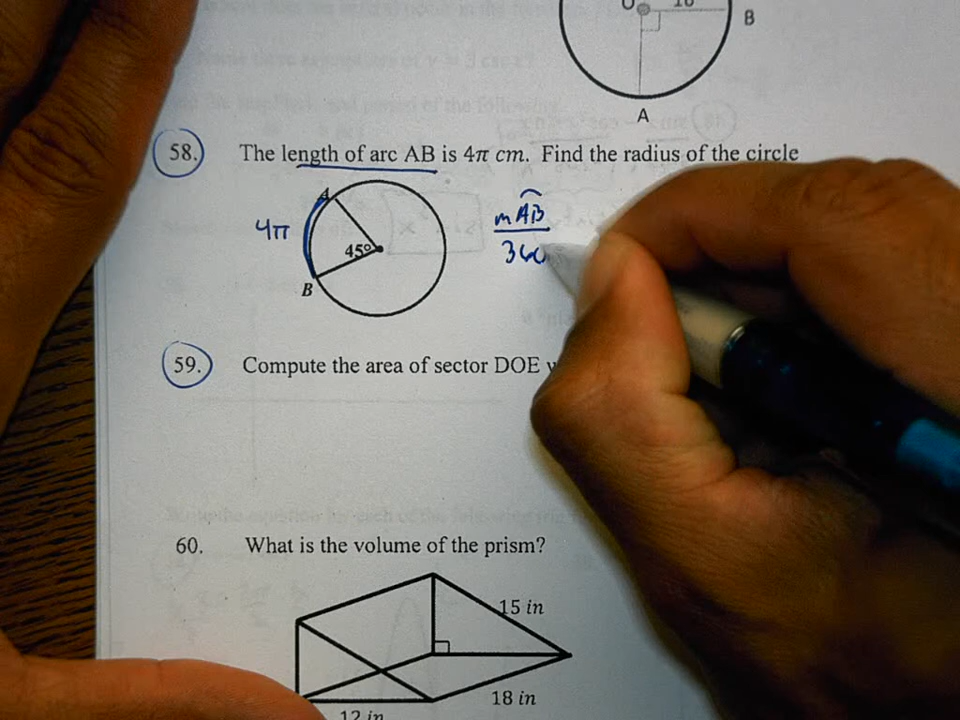 O 10 B
A
58. The length of arc AB is 4π cm. Find the radius of the circle
A
4π
45°
B
mAB
360
59. Compute the area of sector DOE
60. What is the volume of the prism?
15 in
18 in
12 in